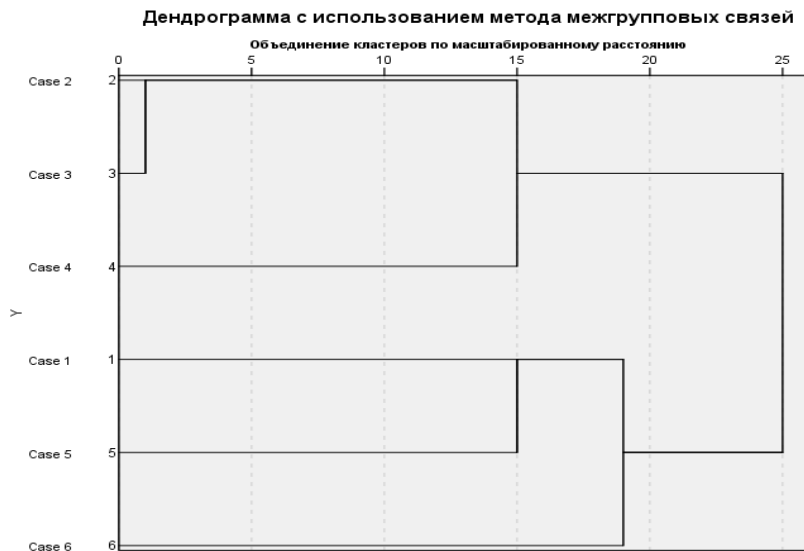 Дендрограмма с использованием метода межгрупповых связей
Объединение кластеров по масштабированному расстоянию
0 5 10 15 20 25
Case 2 2
Case 3 3
Case 4 4
Y
Case 1 1
Case 5 5
Case 6 6